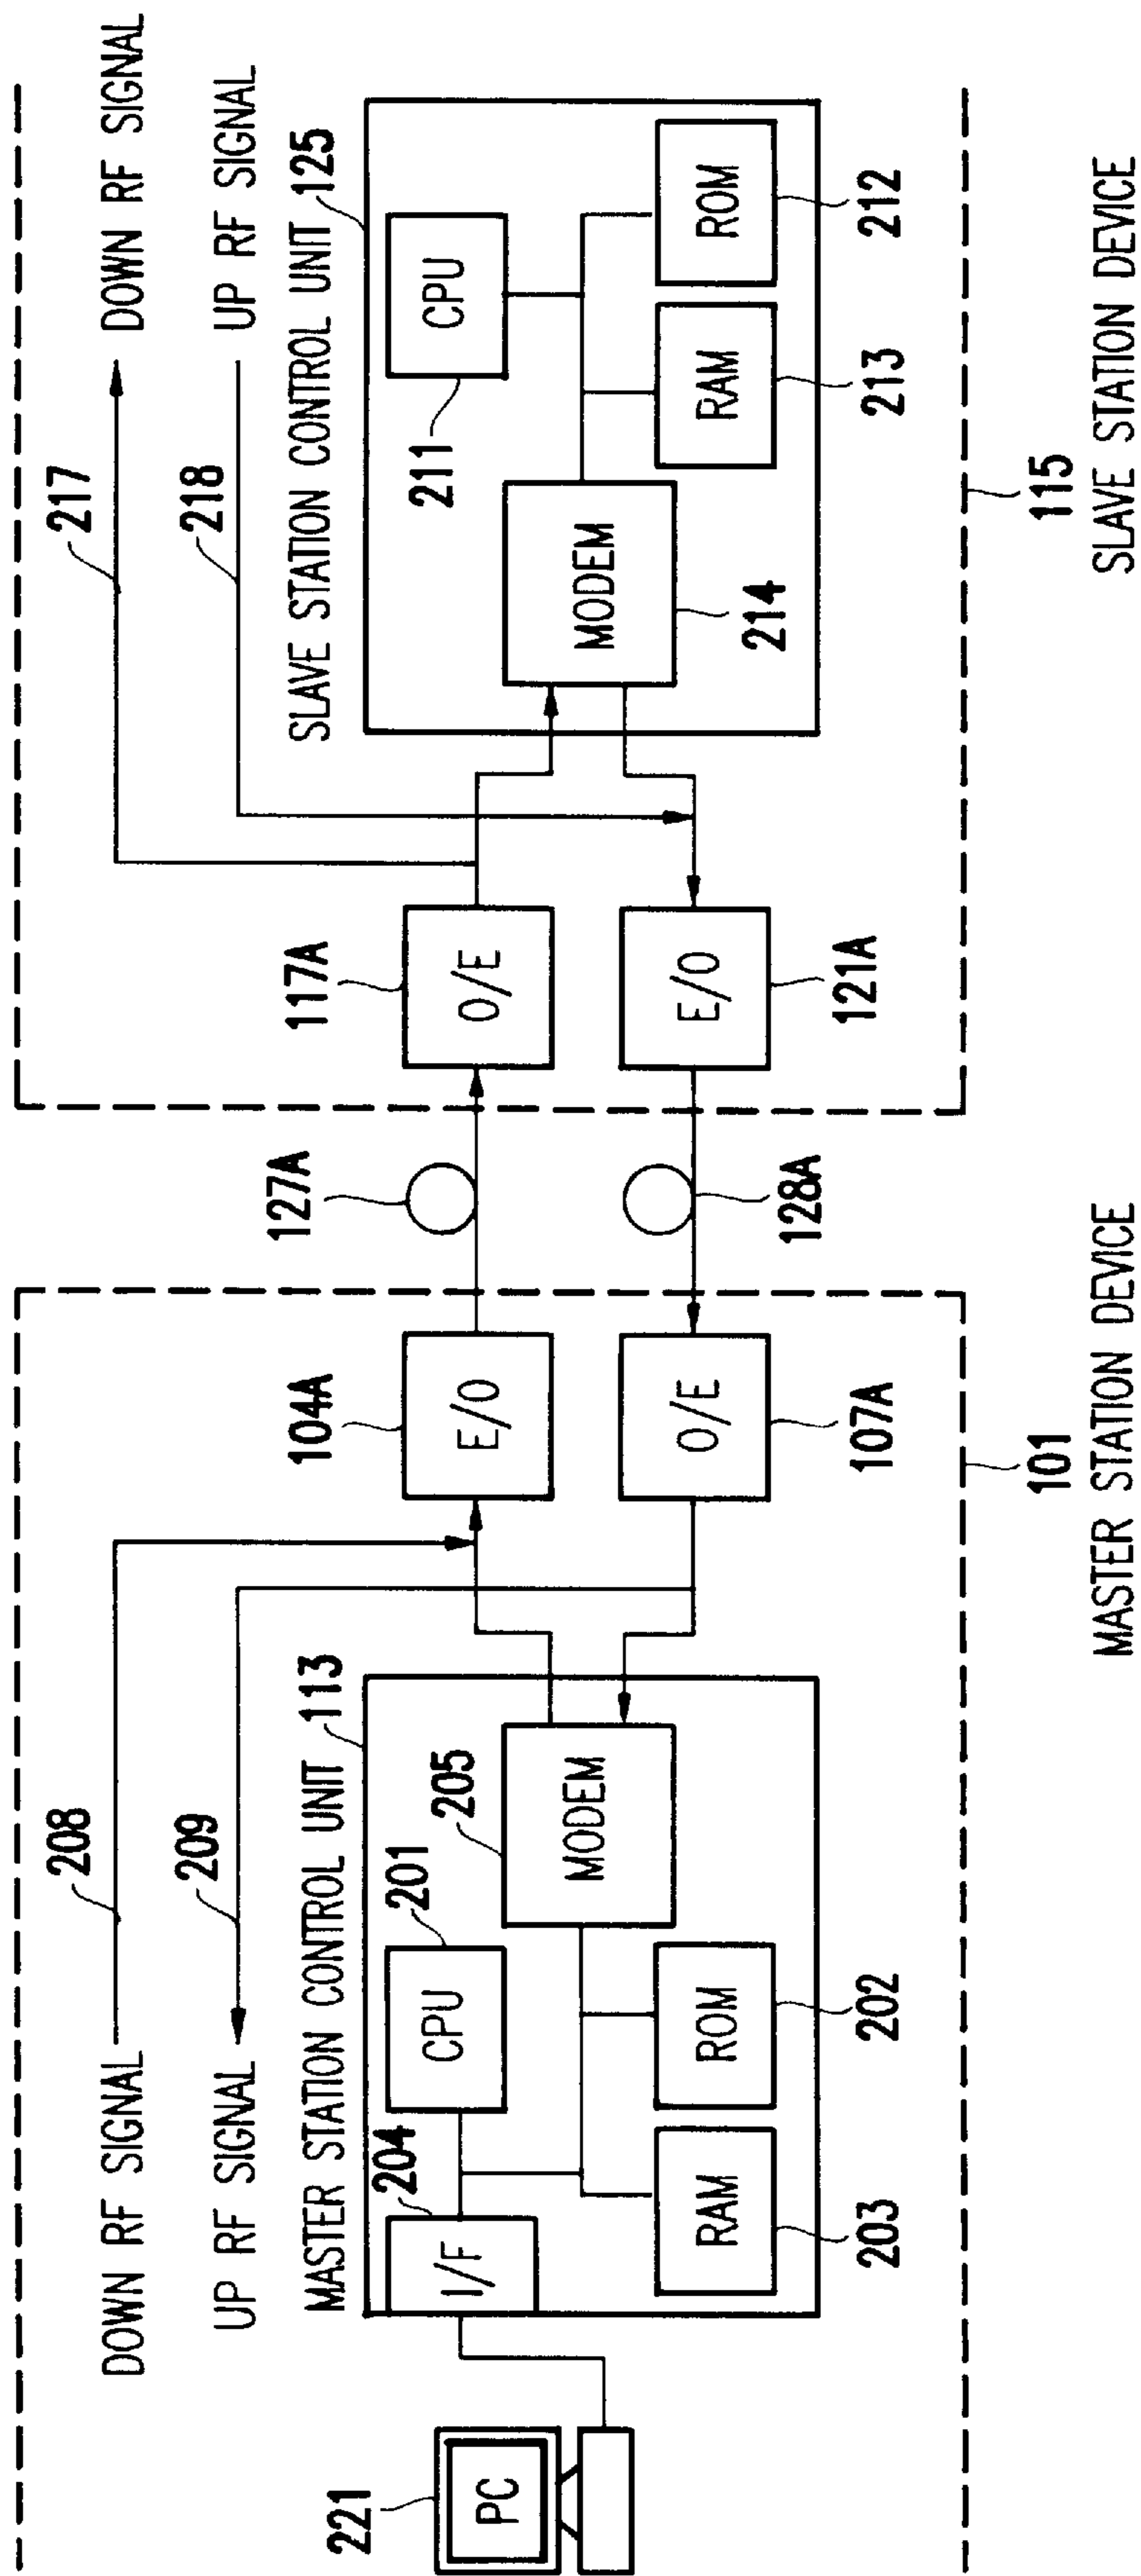 208
217
DOWN RF SIGNAL
DOWN RF SIGNAL
209
218
UP RF SIGNAL
UP RF SIGNAL
MASTER STATION CONTROL UNIT 113
SLAVE STATION CONTROL UNIT 125
221
PC
204
I/F
201
CPU
205
MODEM
RAM
203
ROM
202
104A
E/O
127A
117A
O/E
107A
O/E
128A
121A
E/O
211
CPU
MODEM
214
RAM
213
ROM
212
101
MASTER STATION DEVICE
115
SLAVE STATION DEVICE